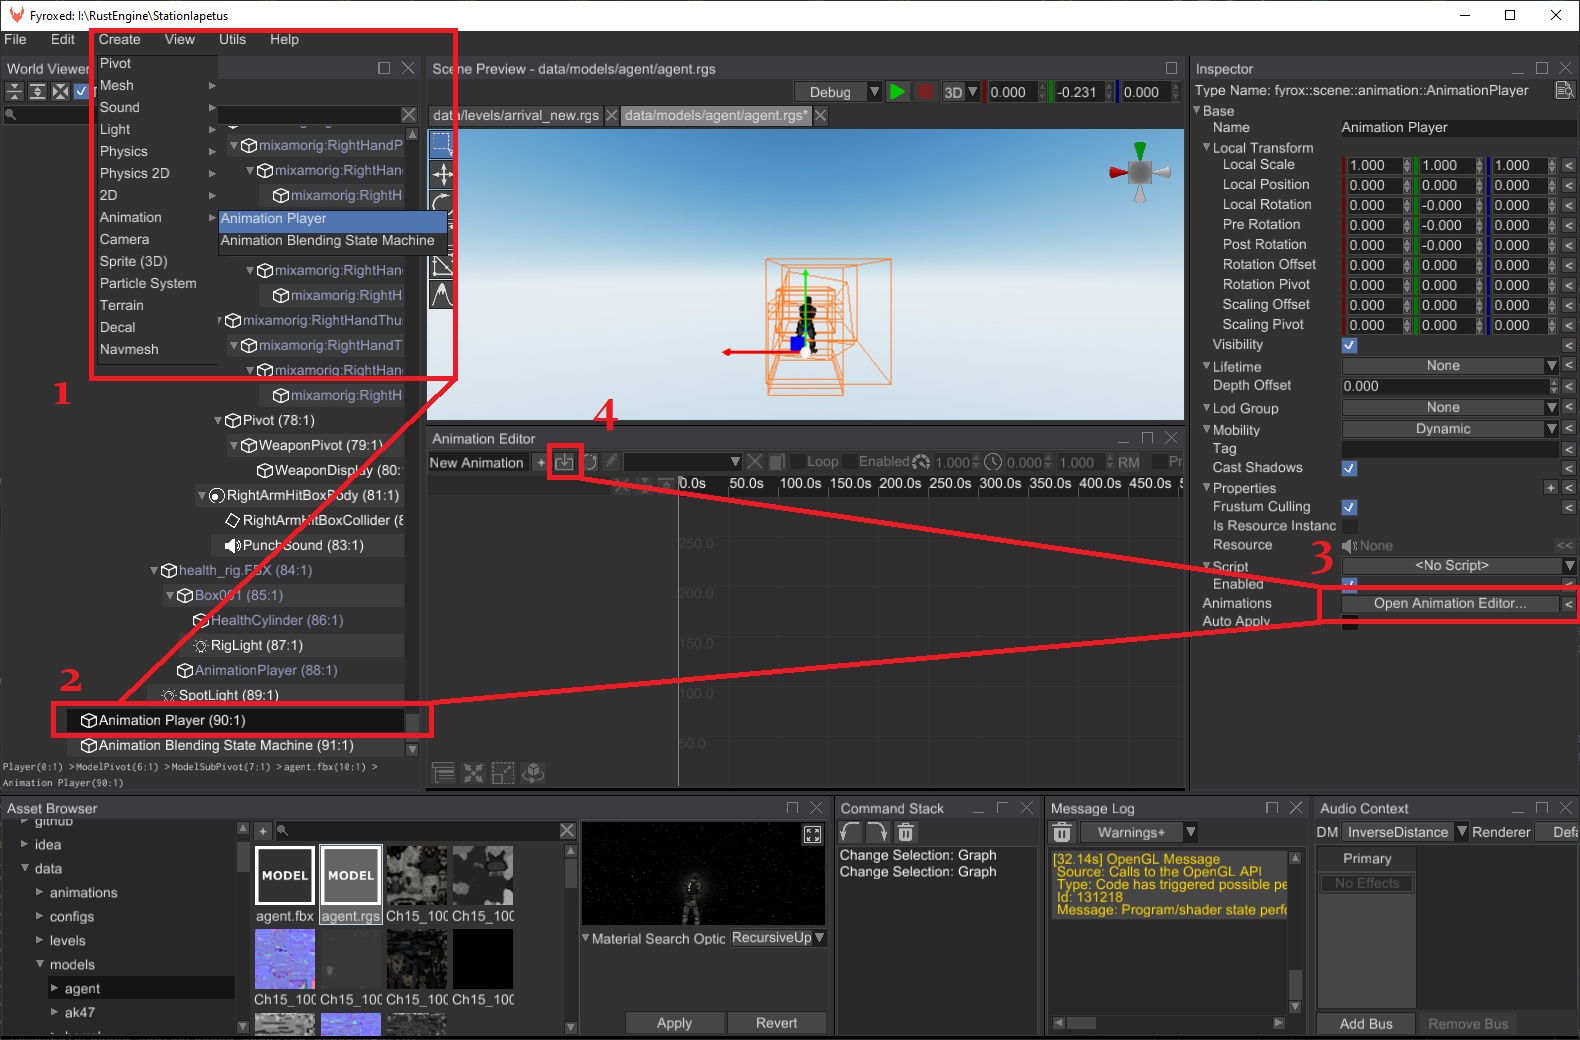 Fyroxed: I:\RustEngine\StationIapetus
File Edit Create View Utils Help
World Viewer
Pivot
Mesh
Sound
Light
Physics
Physics 2D
2D
Animation
Camera
Sprite (3D)
Particle System
Terrain
Decal
Navmesh
Animation Player
Animation Blending State Machine
mixamorig:RightHandP
mixamorig:RightHan
mixamorig:RightH
mixamorig:RightHan
mixamorig:RightH
mixamorig:RightHandThu
mixamorig:RightHandT
mixamorig:RightHan
mixamorig:RightH
1
Pivot (78:1)
WeaponPivot (79:1)
WeaponDisplay (80:
RightArmHitBoxBody (81:1)
RightArmHitBoxCollider (8
PunchSound (83:1)
health_rig.FBX (84:1)
Box001 (85:1)
HealthCylinder (86:1)
RigLight (87:1)
AnimationPlayer (88:1)
2
SpotLight (89:1)
Animation Player (90:1)
Animation Blending State Machine (91:1)
Player(0:1) >ModelPivot(6:1) >ModelSubPivot(7:1) >agent.fbx(10:1) >
Animation Player(90:1)
Scene Preview - data/models/agent/agent.rgs
Debug 3D 0.000 -0.231 0.000
data/levels/arrival_new.rgs data/models/agent/agent.rgs*
4
Animation Editor
New Animation + Loop Enabled 1.000 0.000 1.000 RM Pr
0.0s 50.0s 100.0s 150.0s 200.0s 250.0s 300.0s 350.0s 400.0s 450.0s 5
250.0
200.0
150.0
100.0
50.0
Inspector
Type Name: fyrox::scene::animation::AnimationPlayer
Base
Name Animation Player
Local Transform
Local Scale 1.000 1.000 1.000 <
Local Position 0.000 0.000 0.000 <
Local Rotation 0.000 -0.000 0.000 <
Pre Rotation 0.000 -0.000 0.000 <
Post Rotation 0.000 -0.000 0.000 <
Rotation Offset 0.000 0.000 0.000 <
Rotation Pivot 0.000 0.000 0.000 <
Scaling Offset 0.000 0.000 0.000 <
Scaling Pivot 0.000 0.000 0.000 <
Visibility <
Lifetime None <
Depth Offset 0.000 <
Lod Group None <
Mobility Dynamic <
Tag <
Cast Shadows <
Properties + <
Frustum Culling <
Is Resource Instanc
Resource None <<
3
Script <No Script>
Enabled <
Animations Open Animation Editor... <
Auto Apply
Asset Browser
github
idea
data
animations
configs
levels
models
agent
ak47
+
MODEL MODEL
agent.fbx agent.rgs Ch15_100 Ch15_100
Ch15_100 Ch15_100 Ch15_100 Ch15_100
Material Search Optic RecursiveUp
Apply Revert
Command Stack
Change Selection: Graph
Change Selection: Graph
Message Log
Warnings+
[32.14s] OpenGL Message
Source: Calls to the OpenGL API
Type: Code has triggered possible pe
Id: 131218
Message: Program/shader state perfo
Audio Context
DM InverseDistance Renderer Defa
Primary
No Effects
Add Bus Remove Bus